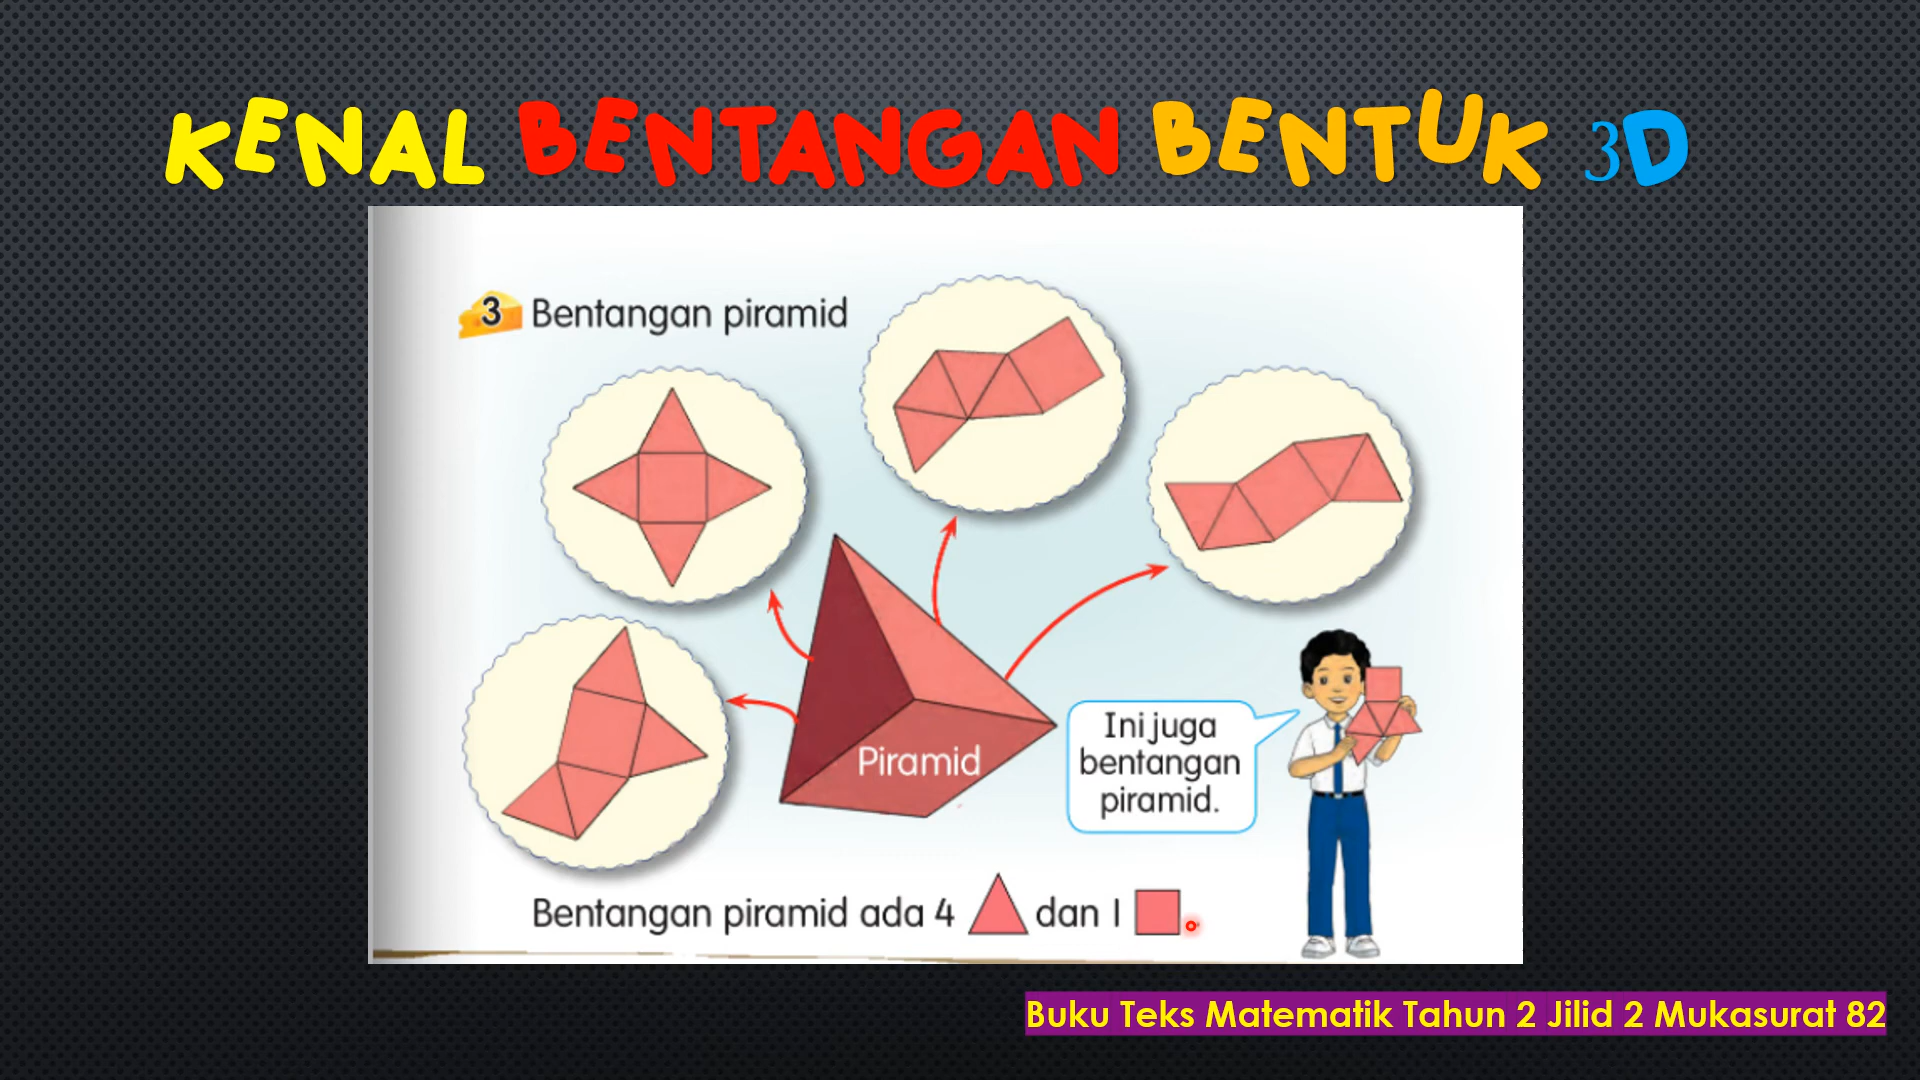 KENAL BENTANGAN BENTUK 3D
3 Bentangan piramid
Piramid
Ini juga
bentangan
piramid.
Bentangan piramid ada 4 dan 1
Buku Teks Matematik Tahun 2 Jilid 2 Mukasurat 82